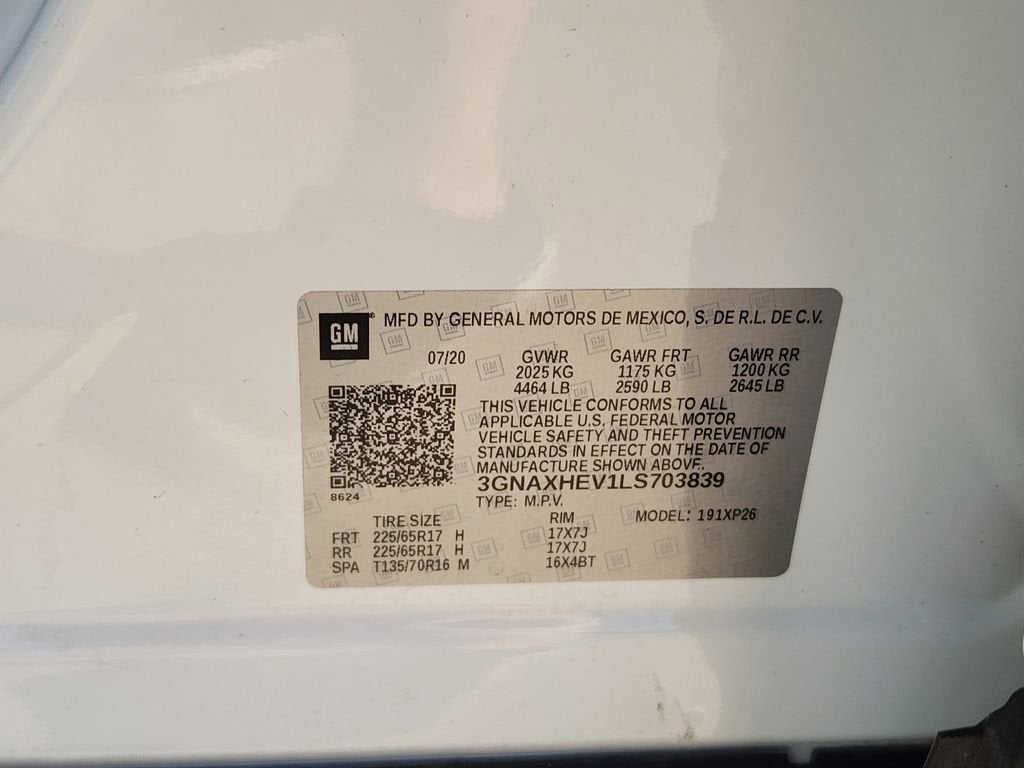 GM® MFD BY GENERAL MOTORS DE MEXICO, S. DE R.L. DE C.V.
07/20 GVWR GAWR FRT GAWR RR
2025 KG 1175 KG 1200 KG
4464 LB 2590 LB 2645 LB
THIS VEHICLE CONFORMS TO ALL
APPLICABLE U.S. FEDERAL MOTOR
VEHICLE SAFETY AND THEFT PREVENTION
STANDARDS IN EFFECT ON THE DATE OF
MANUFACTURE SHOWN ABOVE.
3GNAXHEV1LS703839
8624
TYPE: M.P.V.
TIRE SIZE RIM MODEL: 191XP26
FRT 225/65R17 H 17X7J
RR 225/65R17 H 17X7J
SPA T135/70R16 M 16X4BT